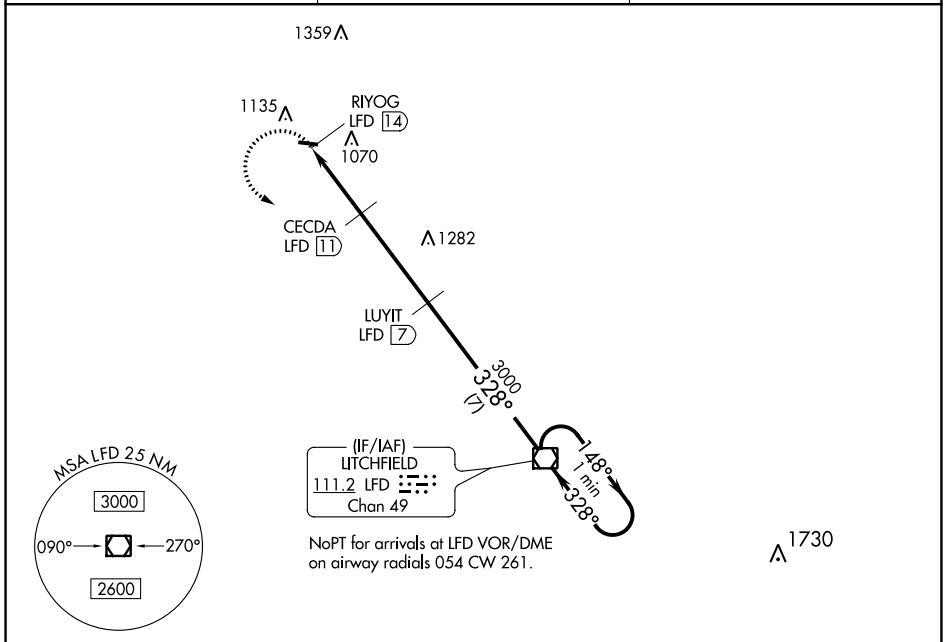 1359
1135
RIYOG
LFD 14
1070
CECDA
LFD 11
1282
LUYIT
LFD 7
3000
328°
(7)
(IF/IAF)
LITCHFIELD
111.2 LFD
Chan 49
148°
1 min
328°
NoPT for arrivals at LFD VOR/DME
on airway radials 054 CW 261.
1730
MSA LFD 25 NM
3000
090°
270°
2600